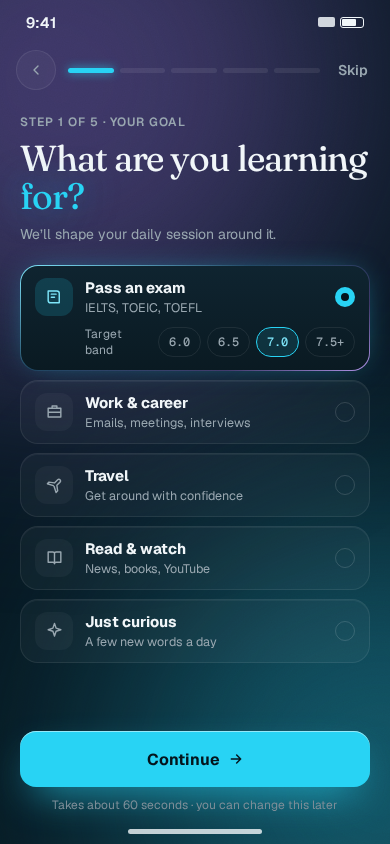 9:41
Skip
STEP 1 OF 5 · YOUR GOAL
What are you learning
for?
We'll shape your daily session around it.
Pass an exam
IELTS, TOEIC, TOEFL
Target
band
6.0
6.5
7.0
7.5+
Work & career
Emails, meetings, interviews
Travel
Get around with confidence
Read & watch
News, books, YouTube
Just curious
A few new words a day
Continue →
Takes about 60 seconds · you can change this later